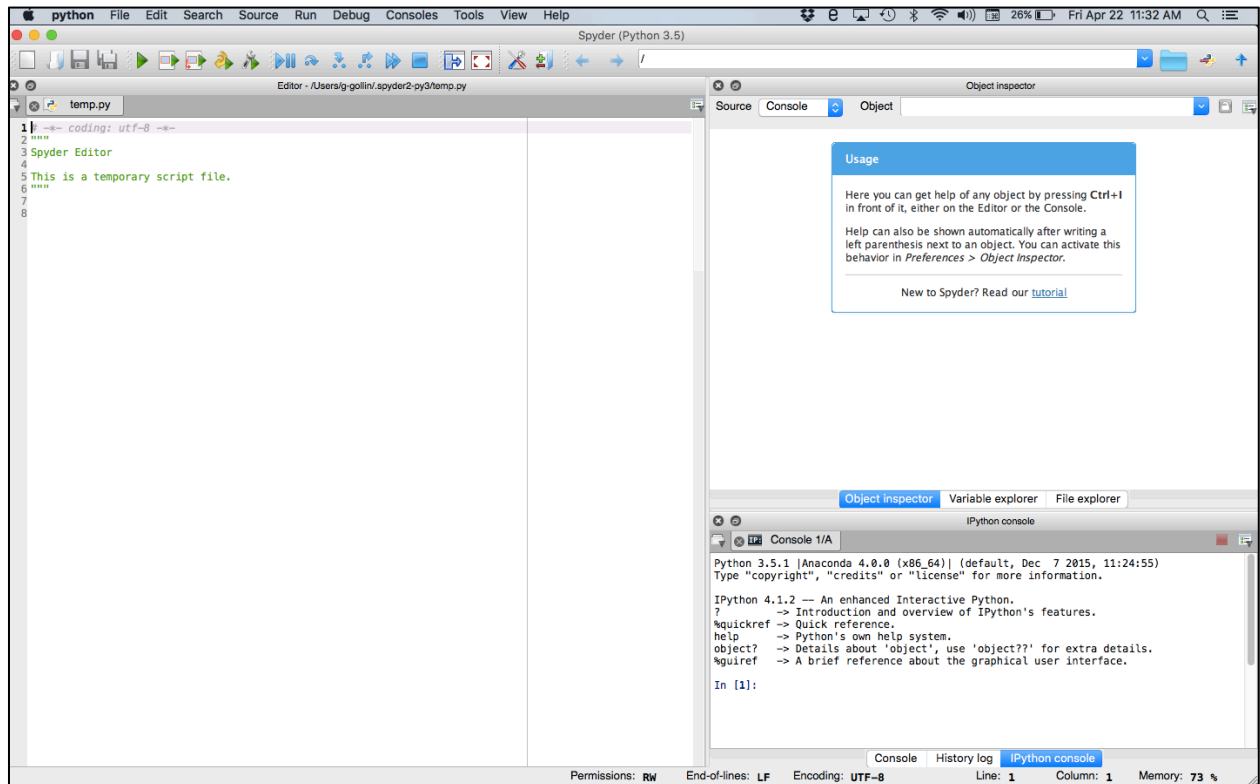 python File Edit Search Source Run Debug Consoles Tools View Help 26% Fri Apr 22 11:32 AM
Spyder (Python 3.5)
/
Editor - /Users/g-gollin/.spyder2-py3/temp.py
temp.py
1 # -*- coding: utf-8 -*-
2 """
3 Spyder Editor
4
5 This is a temporary script file.
6 """
7
8
Object inspector
Source Console Object
Usage
Here you can get help of any object by pressing Ctrl+I
in front of it, either on the Editor or the Console.
Help can also be shown automatically after writing a
left parenthesis next to an object. You can activate this
behavior in Preferences > Object Inspector.
New to Spyder? Read our tutorial
Object inspector Variable explorer File explorer
IPython console
Console 1/A
Python 3.5.1 |Anaconda 4.0.0 (x86_64)| (default, Dec  7 2015, 11:24:55)
Type "copyright", "credits" or "license" for more information.
IPython 4.1.2 -- An enhanced Interactive Python.
?         -> Introduction and overview of IPython's features.
%quickref -> Quick reference.
help      -> Python's own help system.
object?   -> Details about 'object', use 'object??' for extra details.
%guiref   -> A brief reference about the graphical user interface.
In [1]:
Console History log IPython console
Permissions: RW End-of-lines: LF Encoding: UTF-8 Line: 1 Column: 1 Memory: 73 %